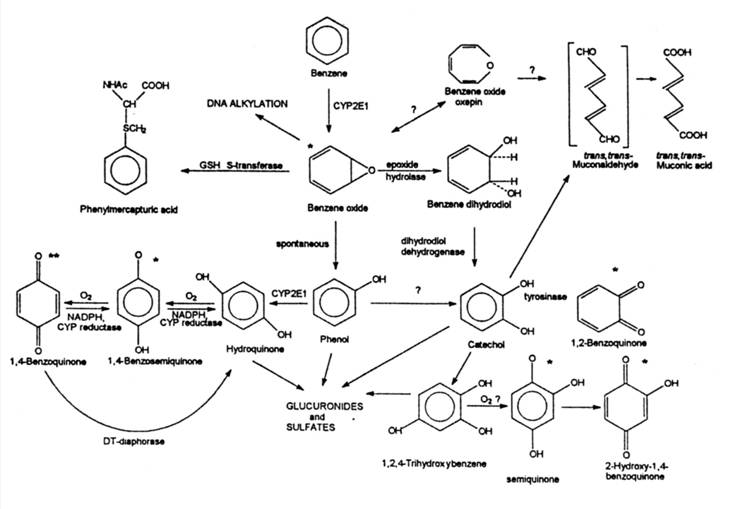 Benzene
CYP2E1
DNA ALKYLATION
?
O
Benzene oxide
oxepin
?
CHO
CHO
trans,trans-
Muconaldehyde
COOH
COOH
trans,trans-
Muconic acid
NHAc
COOH
CH
SCH2
Phenylmercapturic acid
GSH S-transferase
*
O
Benzene oxide
epoxide
hydrolase
OH
H
H
OH
Benzene dihydrodiol
spontaneous
dihydrodiol
dehydrogenase
O
**
O
1,4-Benzoquinone
O2
NADPH,
CYP reductase
O
*
OH
1,4-Benzosemiquinone
O2
NADPH,
CYP reductase
OH
OH
Hydroquinone
CYP2E1
OH
Phenol
?
OH
OH
Catechol
tyrosinase
*
O
O
1,2-Benzoquinone
DT-diaphorase
GLUCURONIDES
and
SULFATES
OH
OH
OH
1,2,4-Trihydroxybenzene
O2 ?
O
*
OH
OH
semiquinone
O
*
OH
O
2-Hydroxy-1,4-
benzoquinone